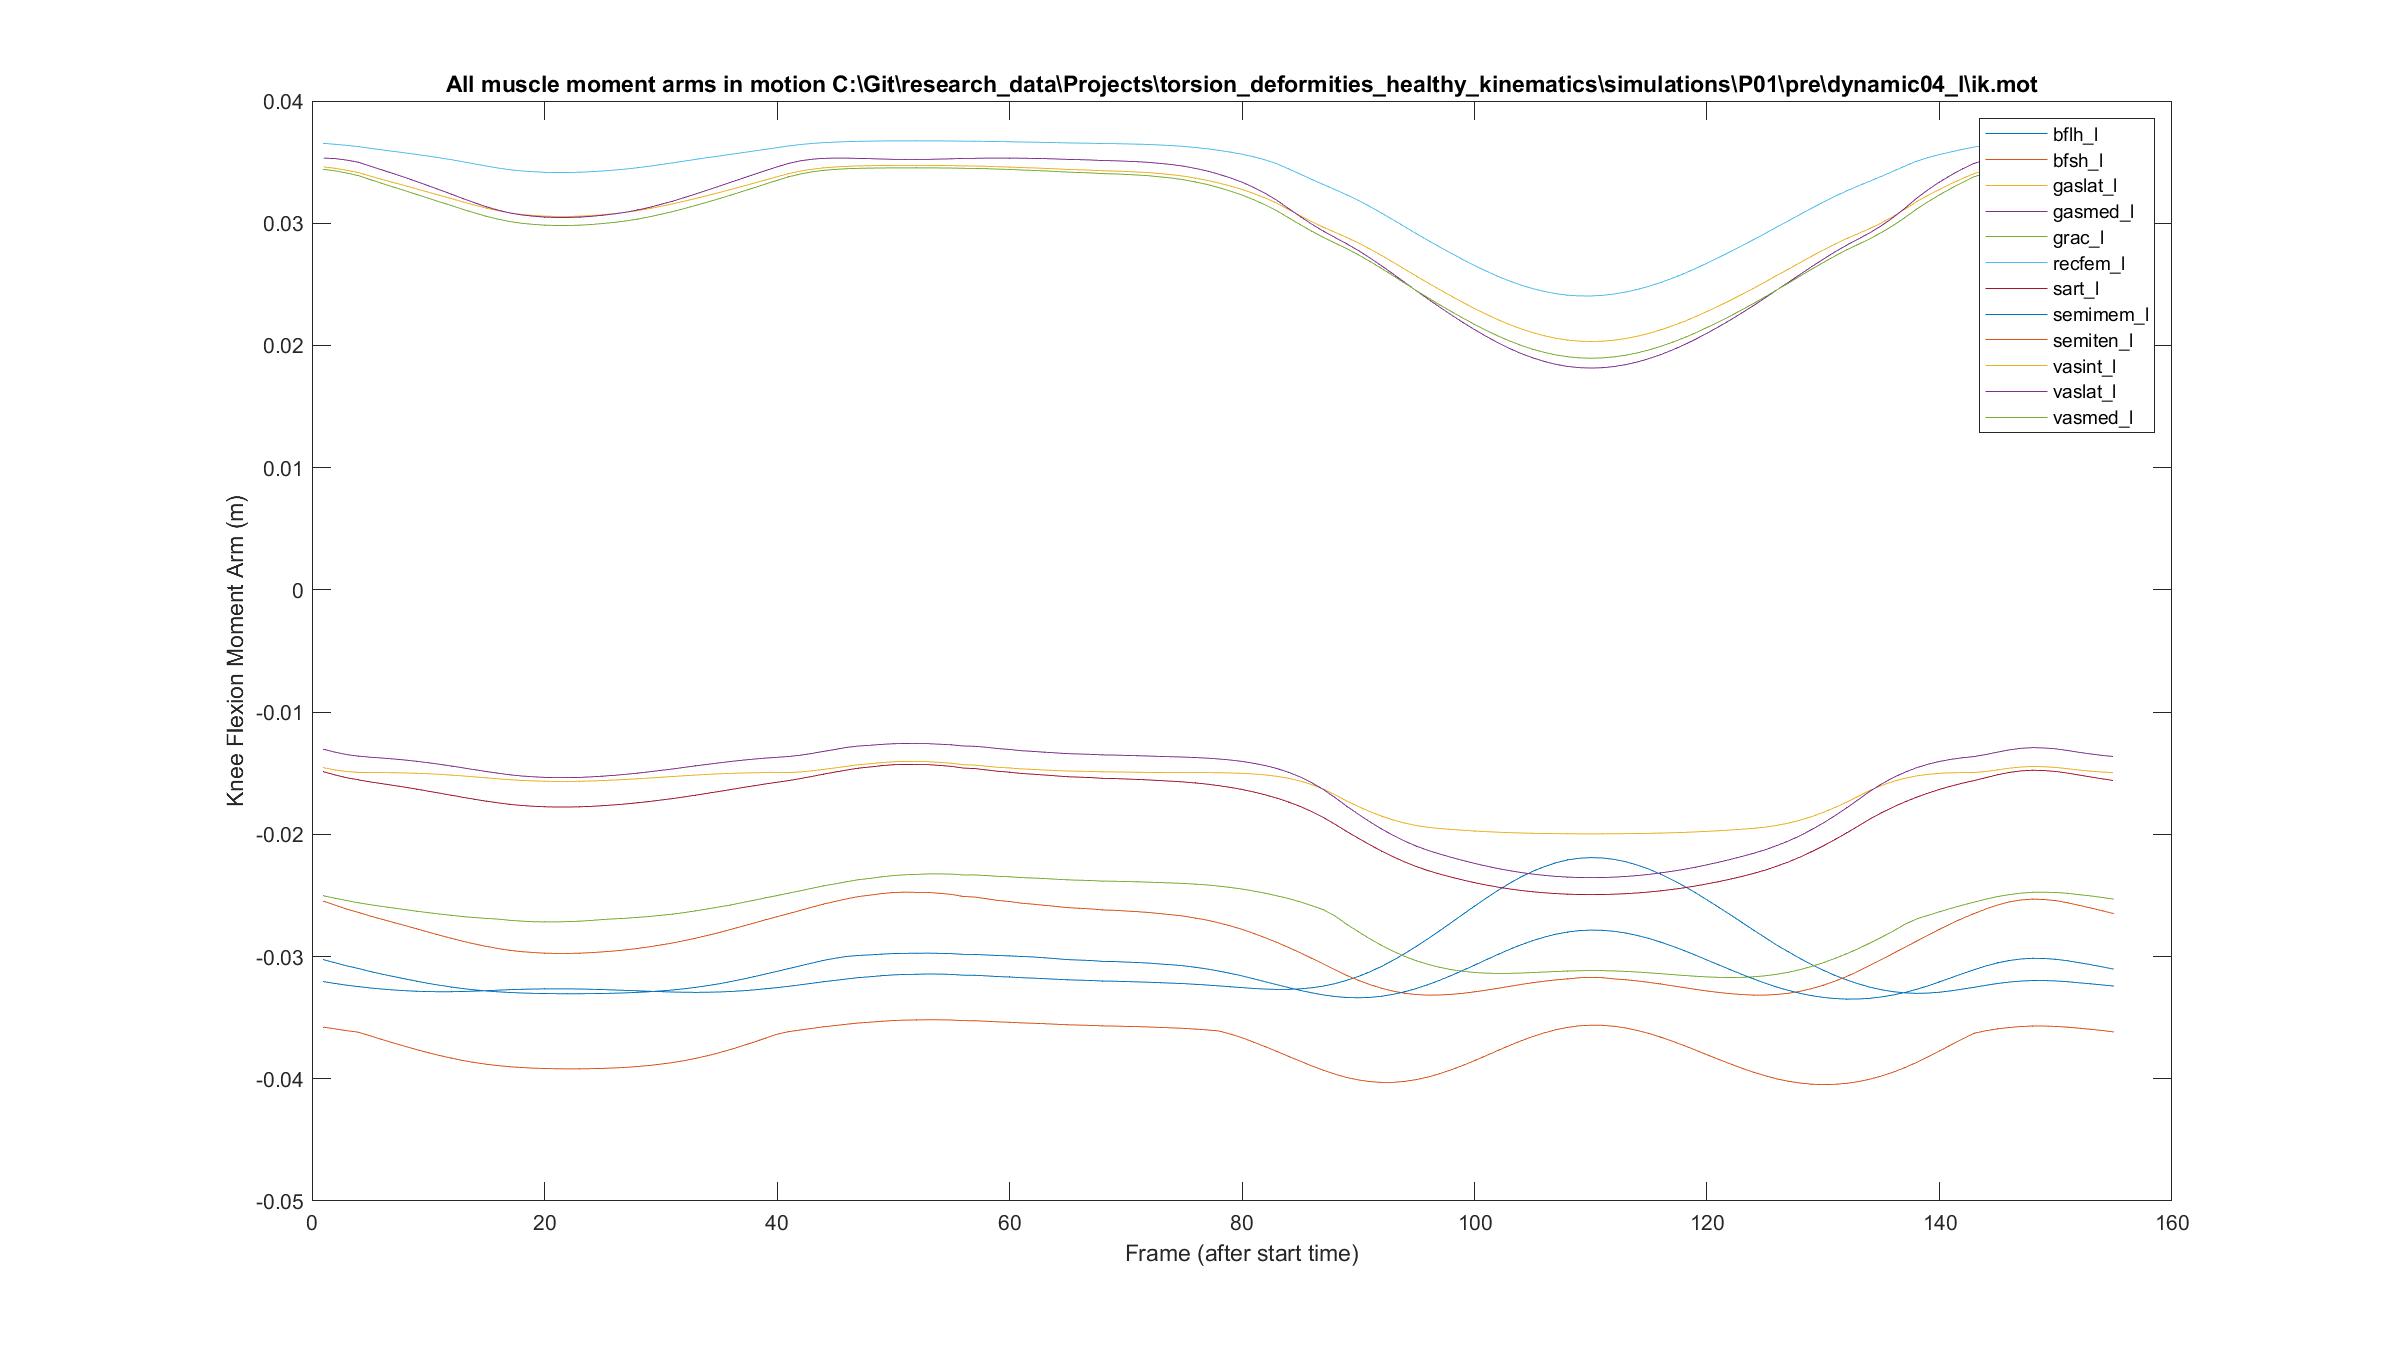 All muscle moment arms in motion C:\Git\research_data\Projects\torsion_deformities_healthy_kinematics\simulations\P01\pre\dynamic04_l\ik.mot
0.04
0.03
0.02
0.01
0
-0.01
-0.02
-0.03
-0.04
-0.05
Knee Flexion Moment Arm (m)
bflh_l
bfsh_l
gaslat_l
gasmed_l
grac_l
recfem_l
sart_l
semimem_l
semiten_l
vasint_l
vaslat_l
vasmed_l
0 20 40 60 80 100 120 140 160
Frame (after start time)